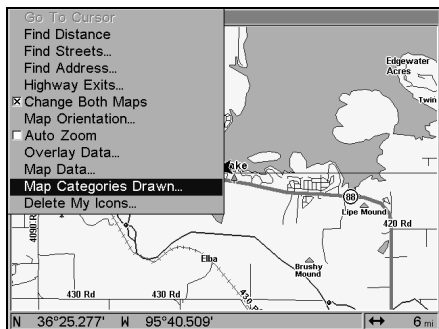 Go To Cursor
Find Distance
Find Streets...
Find Address...
Highway Exits...
Change Both Maps
Map Orientation...
Auto Zoom
Overlay Data...
Map Data...
Map Categories Drawn...
Delete My Icons...
Edgewater
Acres
Twin
ake
88
Lipe Mound
420 Rd
4090 R
Elba
Brushy
Mound
430 Rd
430 Rd
430
N 36°25.277' W 95°40.509' ↔ 6 mi